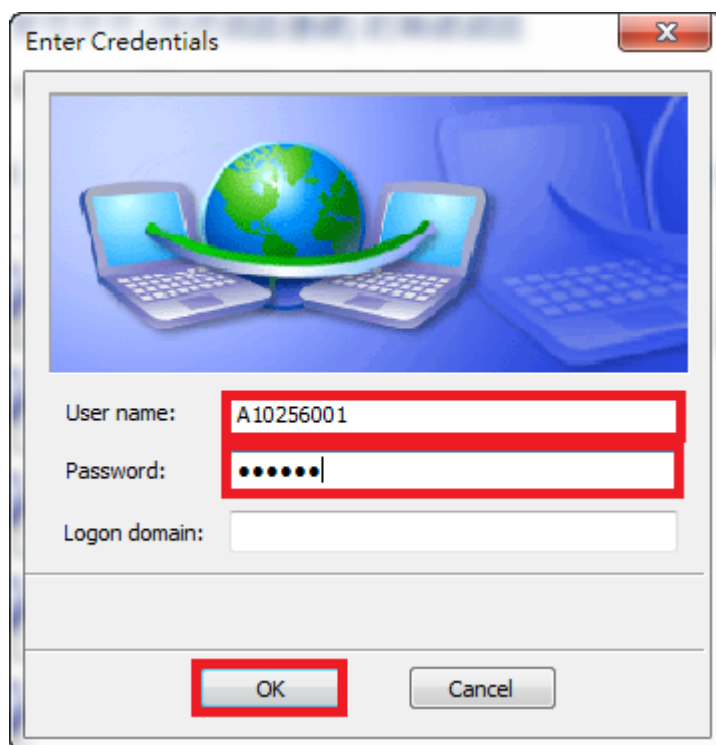 Enter Credentials
User name: A10256001
Password: ●●●●●●
Logon domain:
OK Cancel